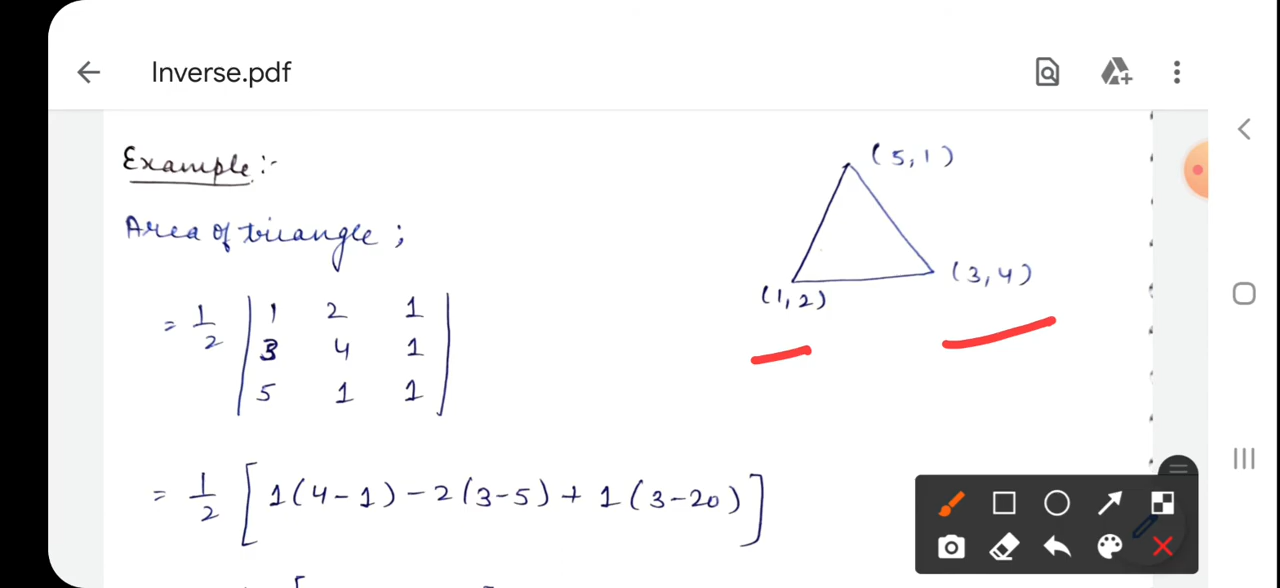 Inverse.pdf
Example :-
(5,1)
Area of triangle ;
(3,4)
(1,2)
= 1/2 | 1 2 1 |
| 3 4 1 |
| 5 1 1 |
= 1/2 [ 1(4-1) - 2(3-5) + 1(3-20) ]